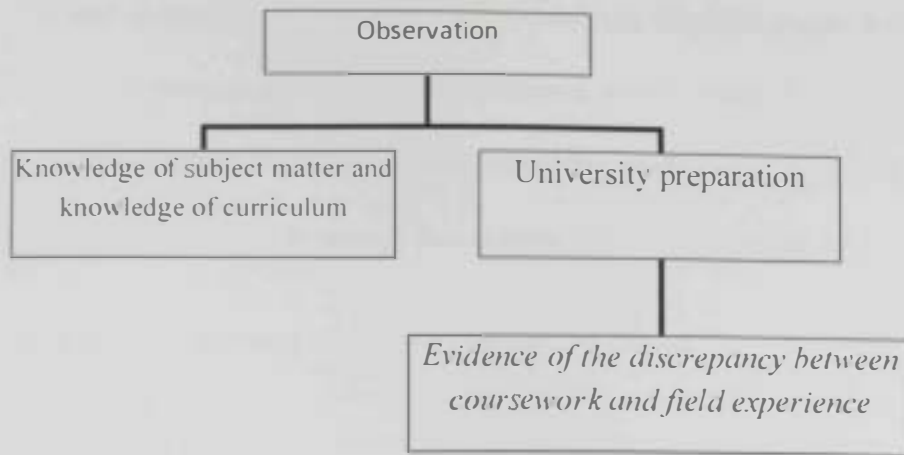 Observation
Knowledge of subject matter and
knowledge of curriculum
University preparation
Evidence of the discrepancy between
coursework and field experience